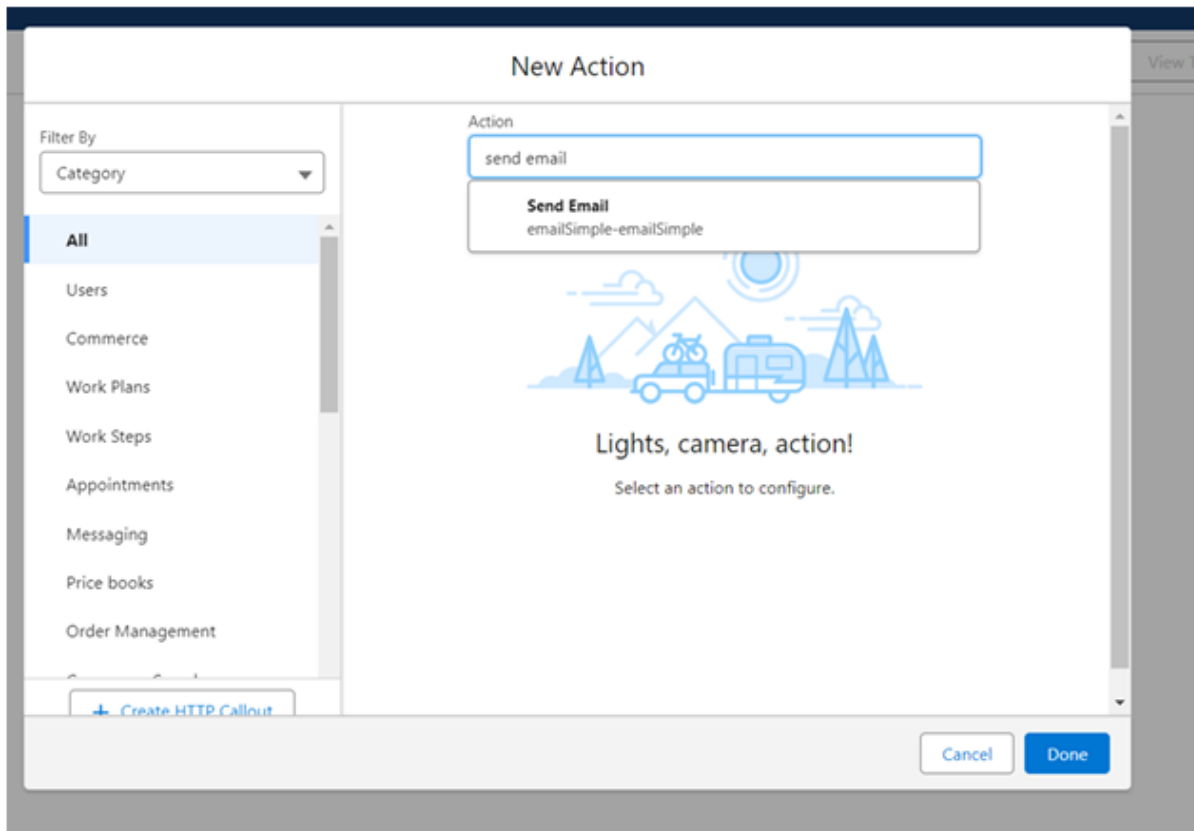 New Action
View
Filter By
Category
All
Users
Commerce
Work Plans
Work Steps
Appointments
Messaging
Price books
Order Management
+ Create HTTP Callout
Action
send email
Send Email
emailSimple-emailSimple
Lights, camera, action!
Select an action to configure.
Cancel
Done